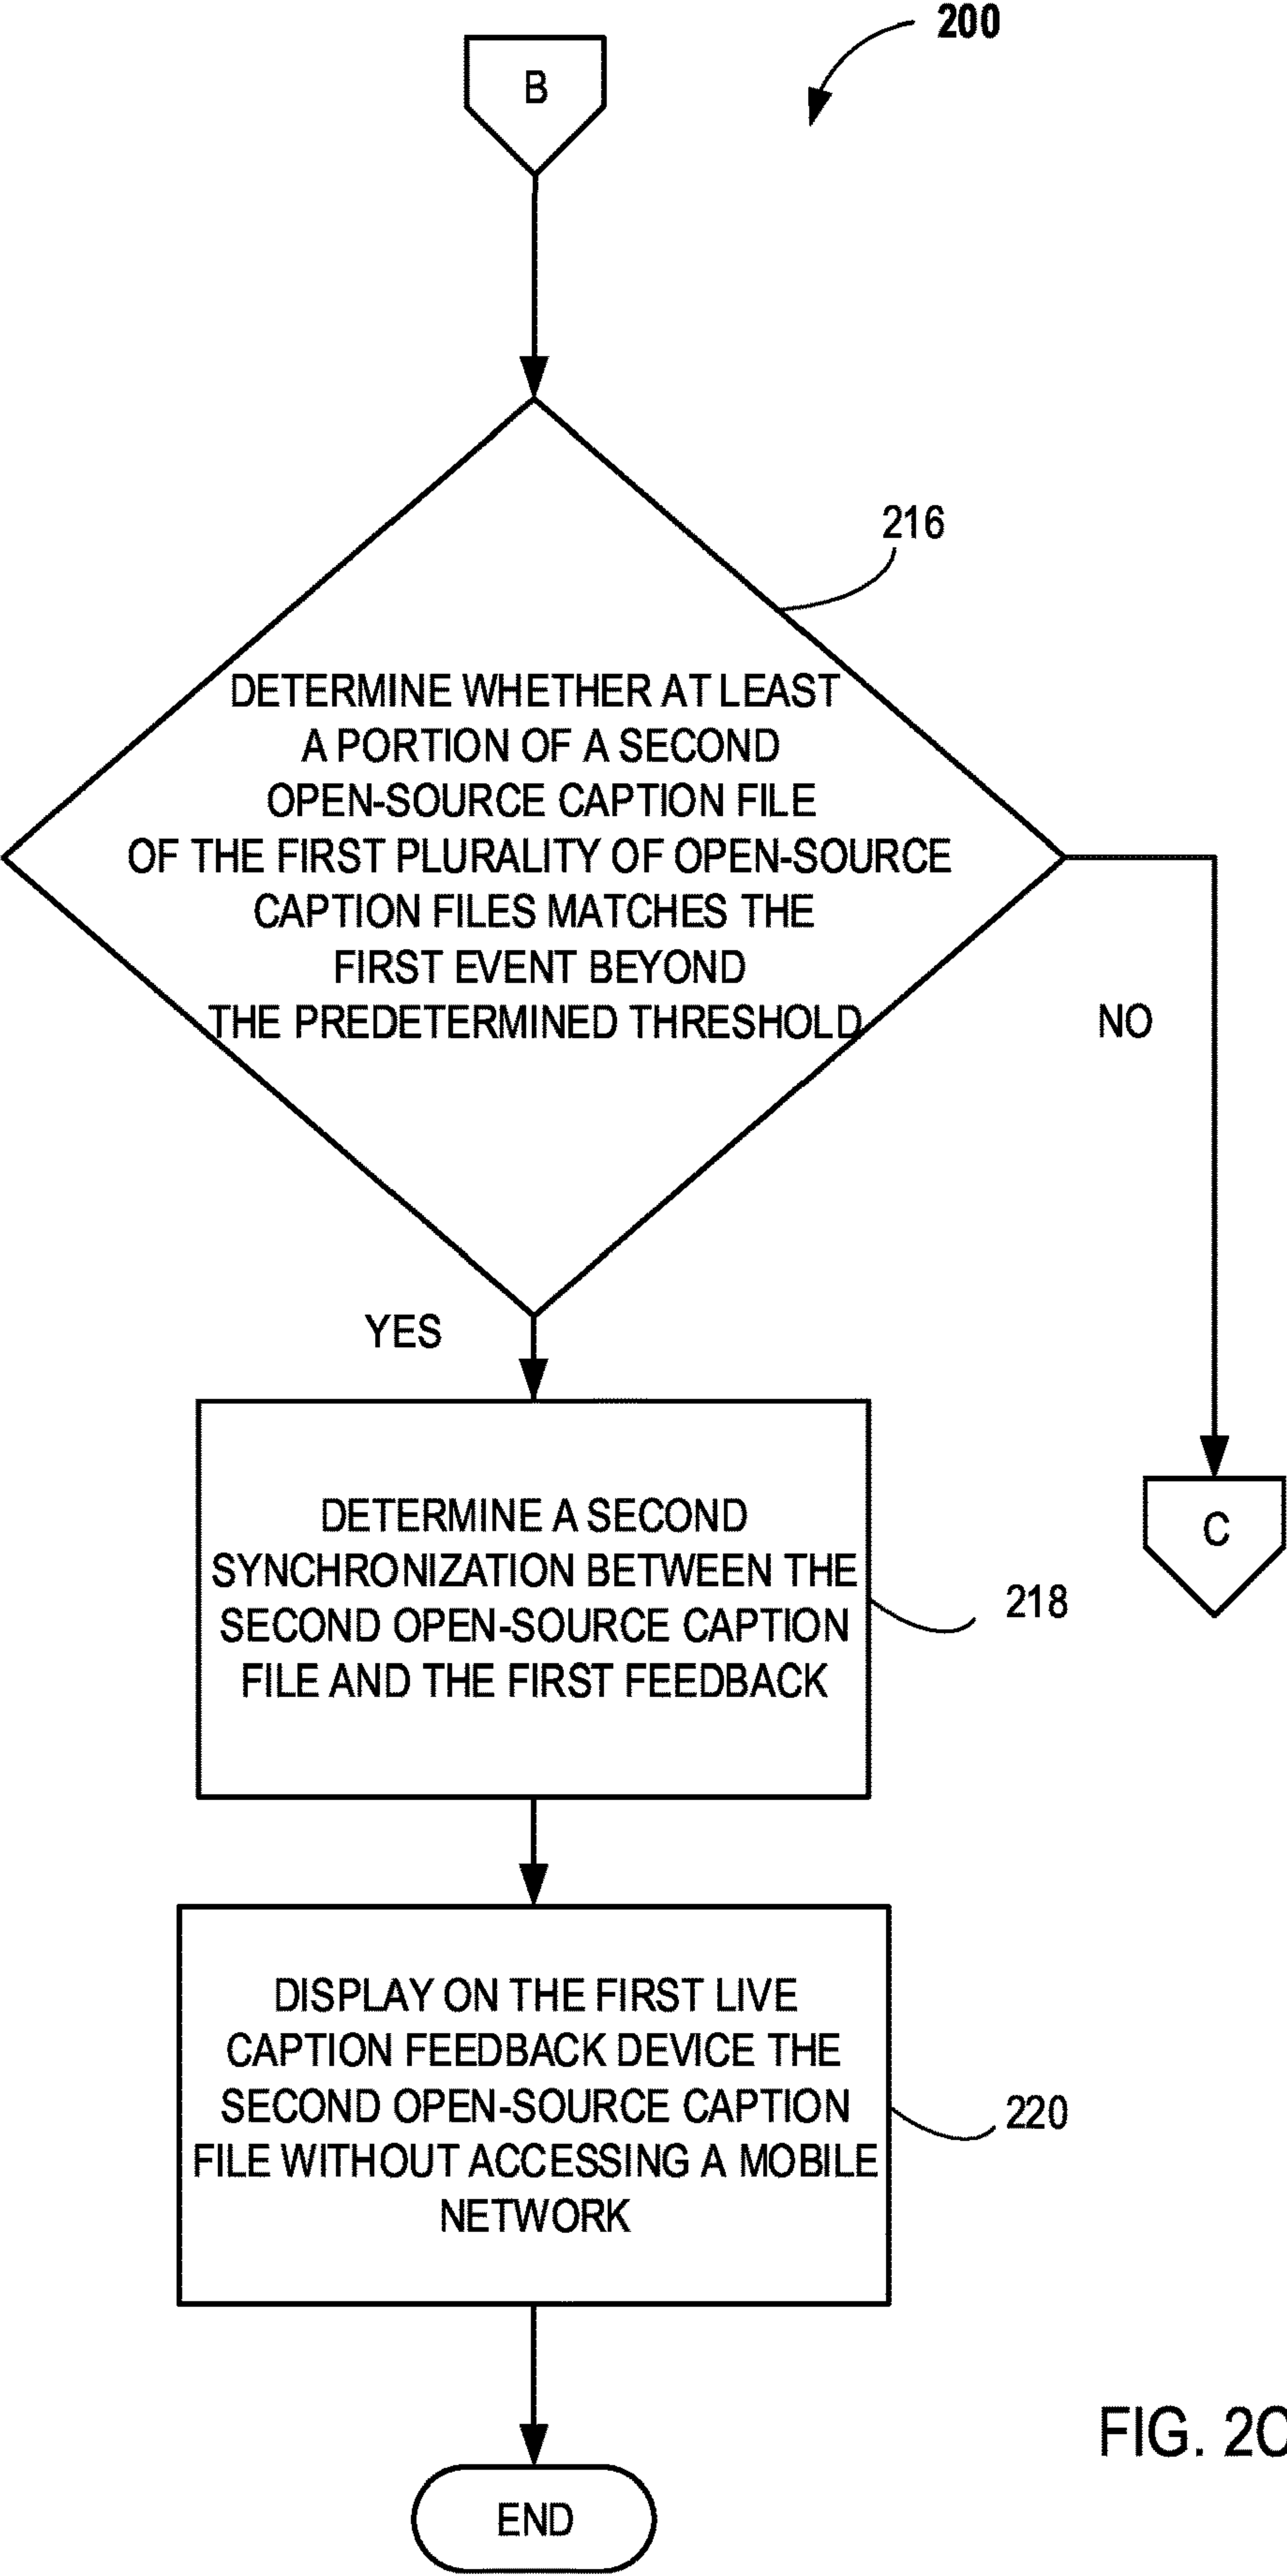 200
B
216
DETERMINE WHETHER AT LEAST
A PORTION OF A SECOND
OPEN-SOURCE CAPTION FILE
OF THE FIRST PLURALITY OF OPEN-SOURCE
CAPTION FILES MATCHES THE
FIRST EVENT BEYOND
THE PREDETERMINED THRESHOLD
NO
YES
DETERMINE A SECOND
SYNCHRONIZATION BETWEEN THE
SECOND OPEN-SOURCE CAPTION
FILE AND THE FIRST FEEDBACK
218
C
DISPLAY ON THE FIRST LIVE
CAPTION FEEDBACK DEVICE THE
SECOND OPEN-SOURCE CAPTION
FILE WITHOUT ACCESSING A MOBILE
NETWORK
220
FIG. 2C
END